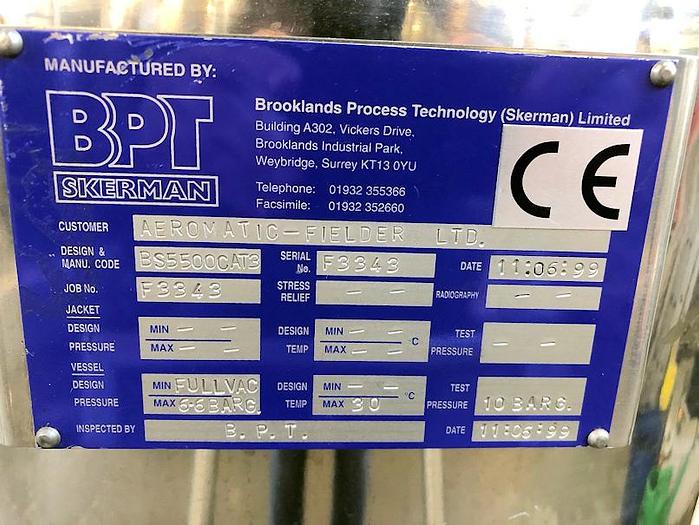 MANUFACTURED BY:
BPT
SKERMAN
Brooklands Process Technology (Skerman) Limited
Building A302, Vickers Drive,
Brooklands Industrial Park,
Weybridge, Surrey KT13 0YU
Telephone: 01932 355366
Facsimile: 01932 352660
CE
CUSTOMER AEROMATIC-FIELDER LTD.
DESIGN & MANU. CODE BS5500CAT3 SERIAL No. F3343 DATE 11:06:99
JOB No. F3343 STRESS RELIEF - - RADIOGRAPHY - -
JACKET
DESIGN PRESSURE MIN - - MAX - - DESIGN TEMP MIN - - MAX - - °C TEST PRESSURE - -
VESSEL
DESIGN PRESSURE MIN FULLVAC MAX 6·6BARG. DESIGN TEMP MIN - - MAX 30 °C TEST PRESSURE 10BARG.
INSPECTED BY B.P.T. DATE 11:06:99